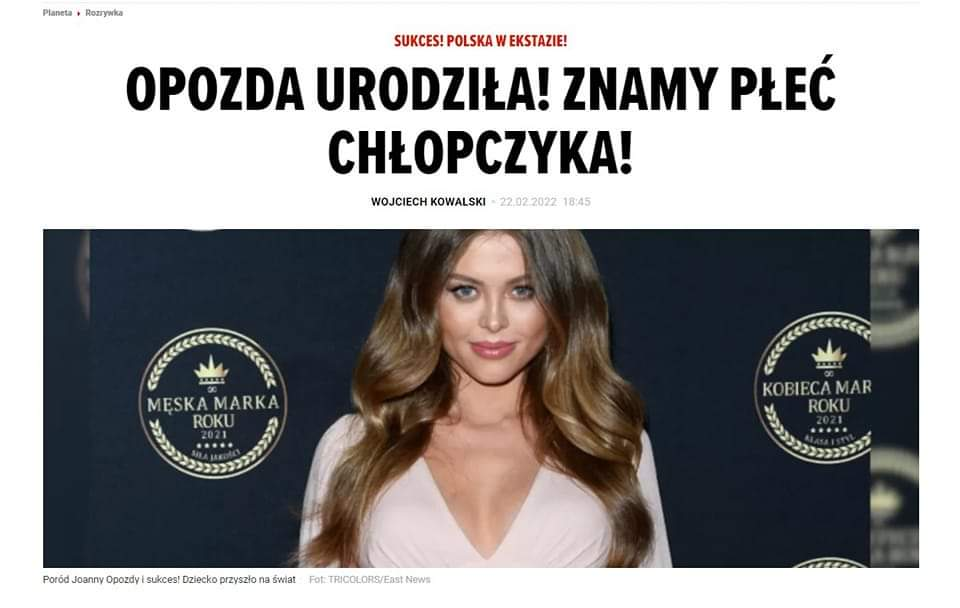 Planeta ▸ Rozrywka
SUKCES! POLSKA W EKSTAZIE!
OPOZDA URODZIŁA! ZNAMY PŁEĆ
CHŁOPCZYKA!
WOJCIECH KOWALSKI • 22.02.2022 18:45
MĘSKA MARKA
ROKU
2021
SIŁA JAKOŚCI
KOBIECA MAR
ROKU
2021
KLASA I STYL
Poród Joanny Opozdy i sukces! Dziecko przyszło na świat Fot: TRICOLORS/East News